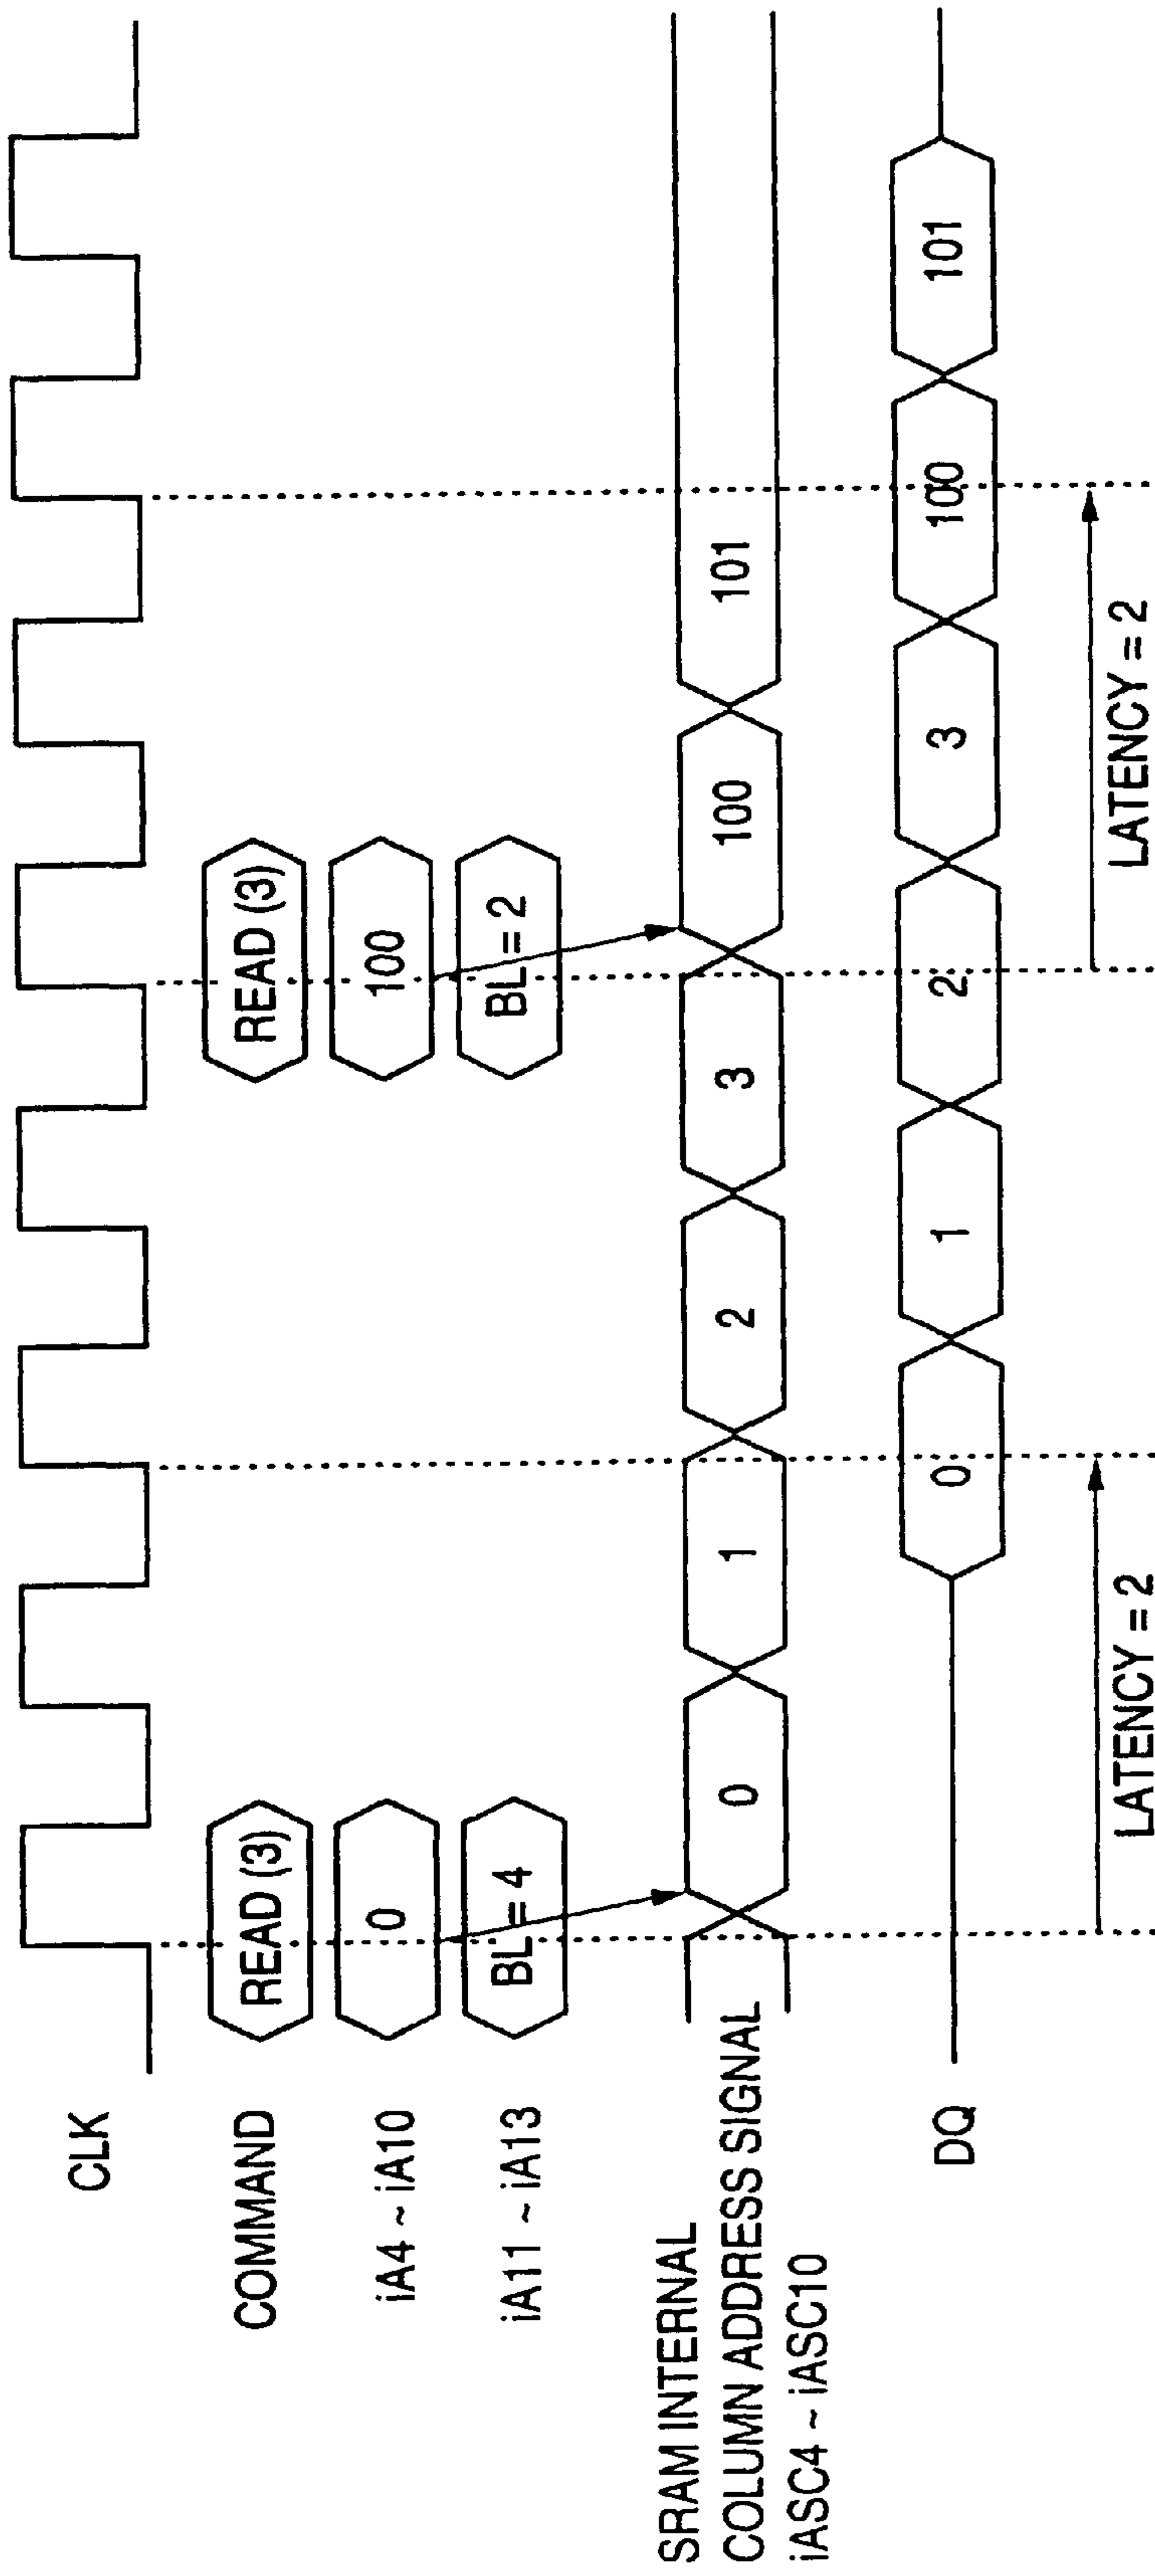 CLK
COMMAND
READ (3)
READ (3)
iA4 ~ iA10
0
100
iA11 ~ iA13
BL = 4
BL = 2
SRAM INTERNAL
COLUMN ADDRESS SIGNAL
iASC4 ~ iASC10
0
1
2
3
100
101
DQ
0
1
2
3
100
101
LATENCY = 2
LATENCY = 2